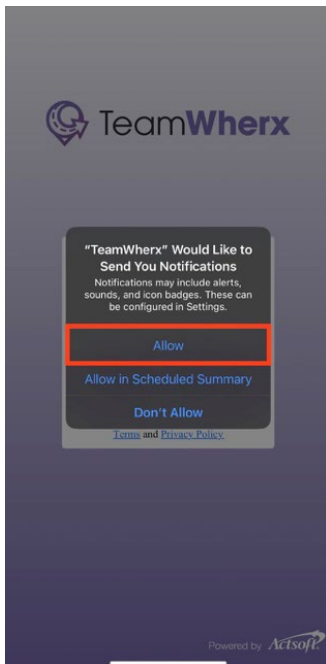 TeamWherx
"TeamWherx" Would Like to
Send You Notifications
Notifications may include alerts,
sounds, and icon badges. These can
be configured in Settings.
Allow
Allow in Scheduled Summary
Don't Allow
Terms and Privacy Policy
Powered by Actsoft